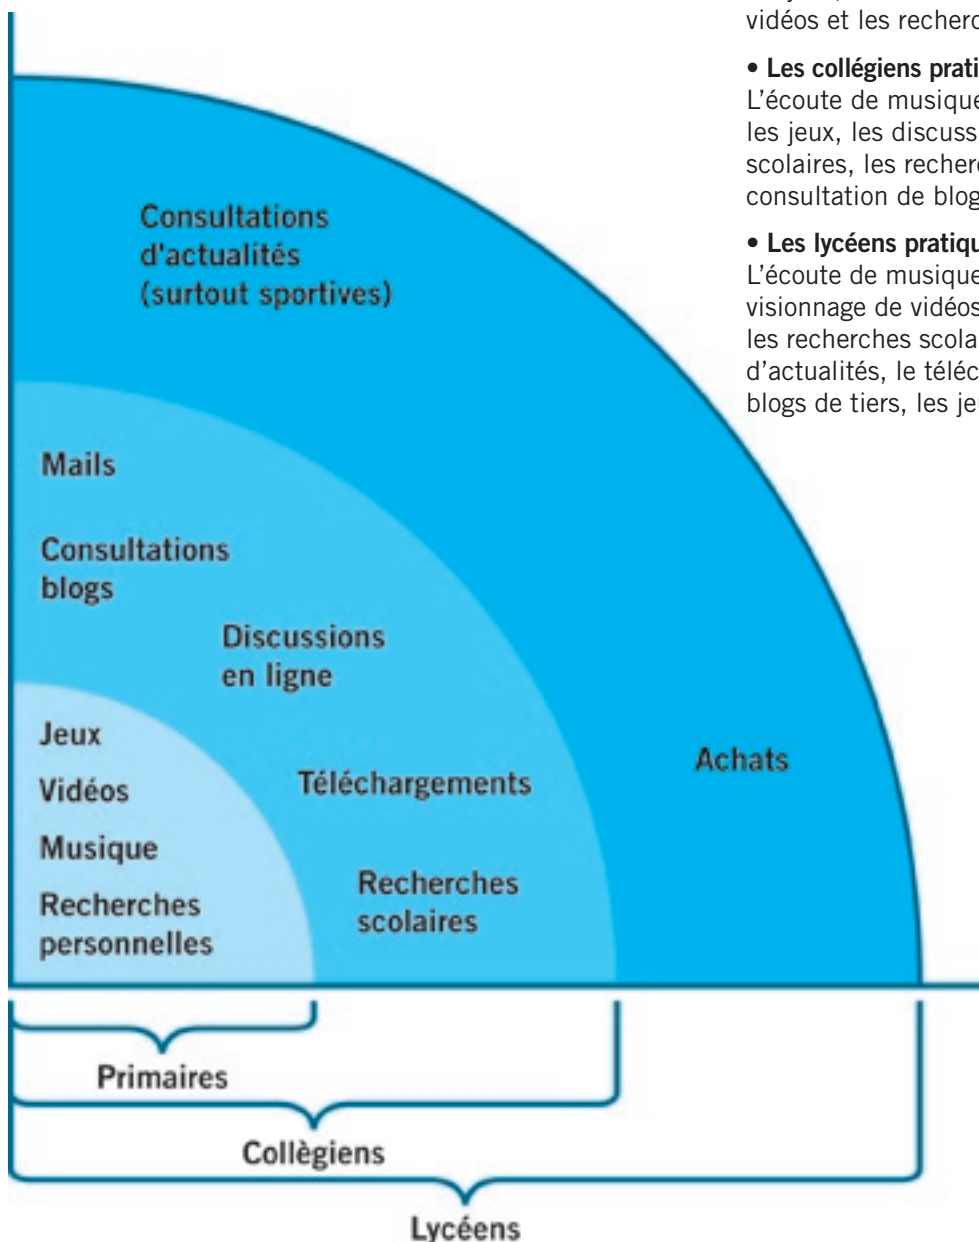 vidéos et les
• Les collégiens
L'écoute de musique
les jeux, les
scolaires, les
consultation de
• Les lycéens
L'écoute de musique
visionnage de vidéos
les recherches
d'actualités, le
blogs de tiers, les
Consultations
d'actualités
(surtout sportives)
Mails
Consultations
blogs
Discussions
en ligne
Jeux
Vidéos
Musique
Recherches
personnelles
Téléchargements
Recherches
scolaires
Achats
Primaires
Collègiens
Lycéens